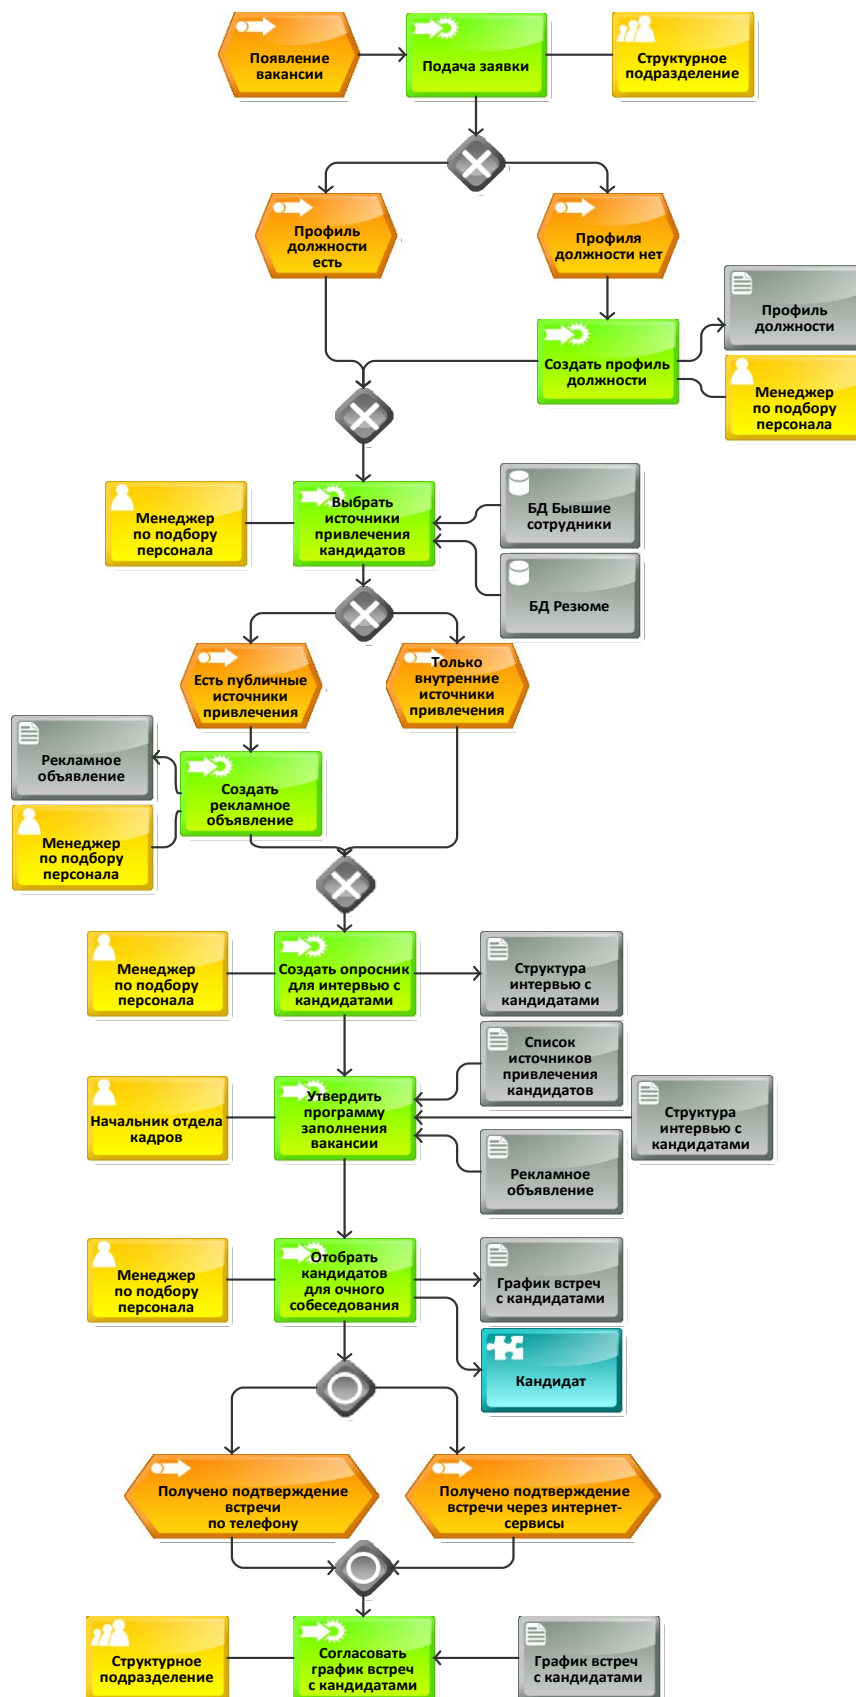 Появление
вакансии
Подача заявки
Структурное
подразделение
Профиль
должности
есть
Профиля
должности нет
Профиль
должности
Создать профиль
должности
Менеджер
по подбору
персонала
Менеджер
по подбору
персонала
Выбрать
источники
привлечения
кандидатов
БД Бывшие
сотрудники
БД Резюме
Есть публичные
источники
привлечения
Только
внутренние
источники
привлечения
Рекламное
объявление
Создать
рекламное
объявление
Менеджер
по подбору
персонала
Менеджер
по подбору
персонала
Создать опросник
для интервью с
кандидатами
Структура
интервью с
кандидатами
Список
источников
привлечения
кандидатов
Начальник отдела
кадров
Утвердить
программу
заполнения
вакансии
Структура
интервью с
кандидатами
Рекламное
объявление
Менеджер
по подбору
персонала
Отобрать
кандидатов
для очного
собеседования
График встреч
с кандидатами
Кандидат
Получено подтверждение
встречи
по телефону
Получено подтверждение
встречи через интернет-
сервисы
Структурное
подразделение
Согласовать
график встреч
с кандидатами
График встреч
с кандидатами